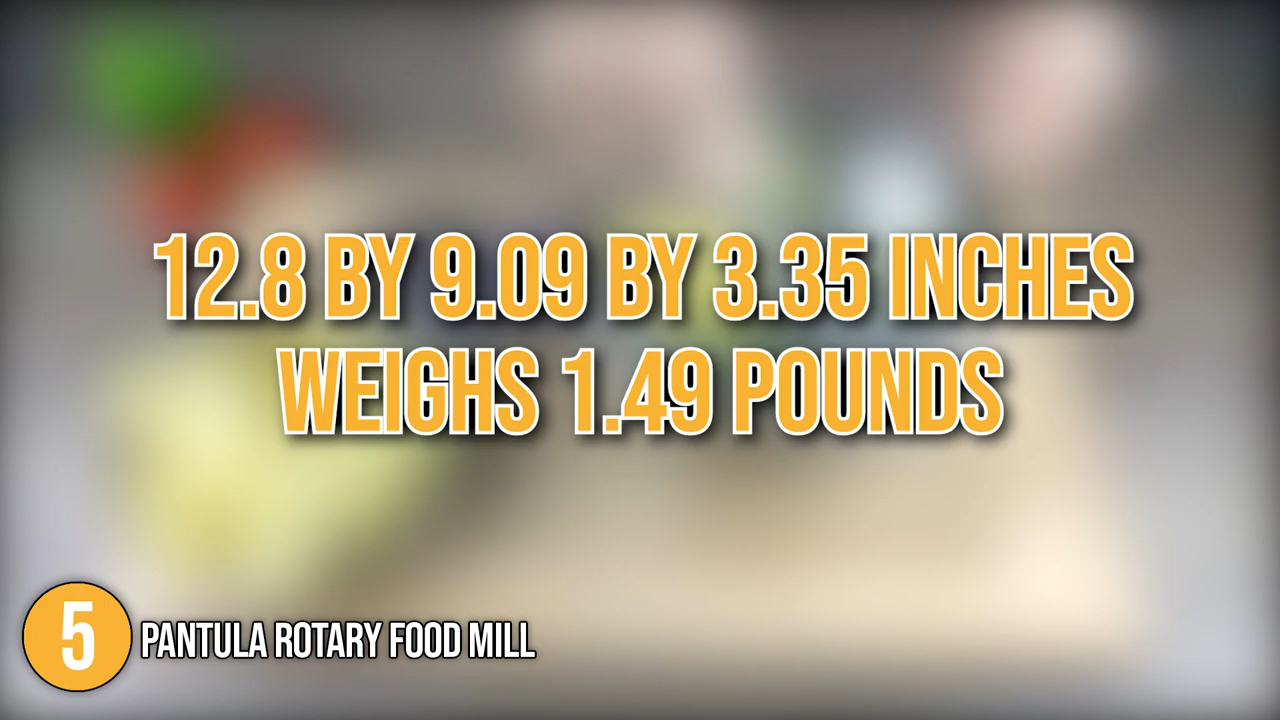 12.8 BY 9.09 BY 3.35 INCHES
WEIGHS 1.49 POUNDS
5
PANTULA ROTARY FOOD MILL